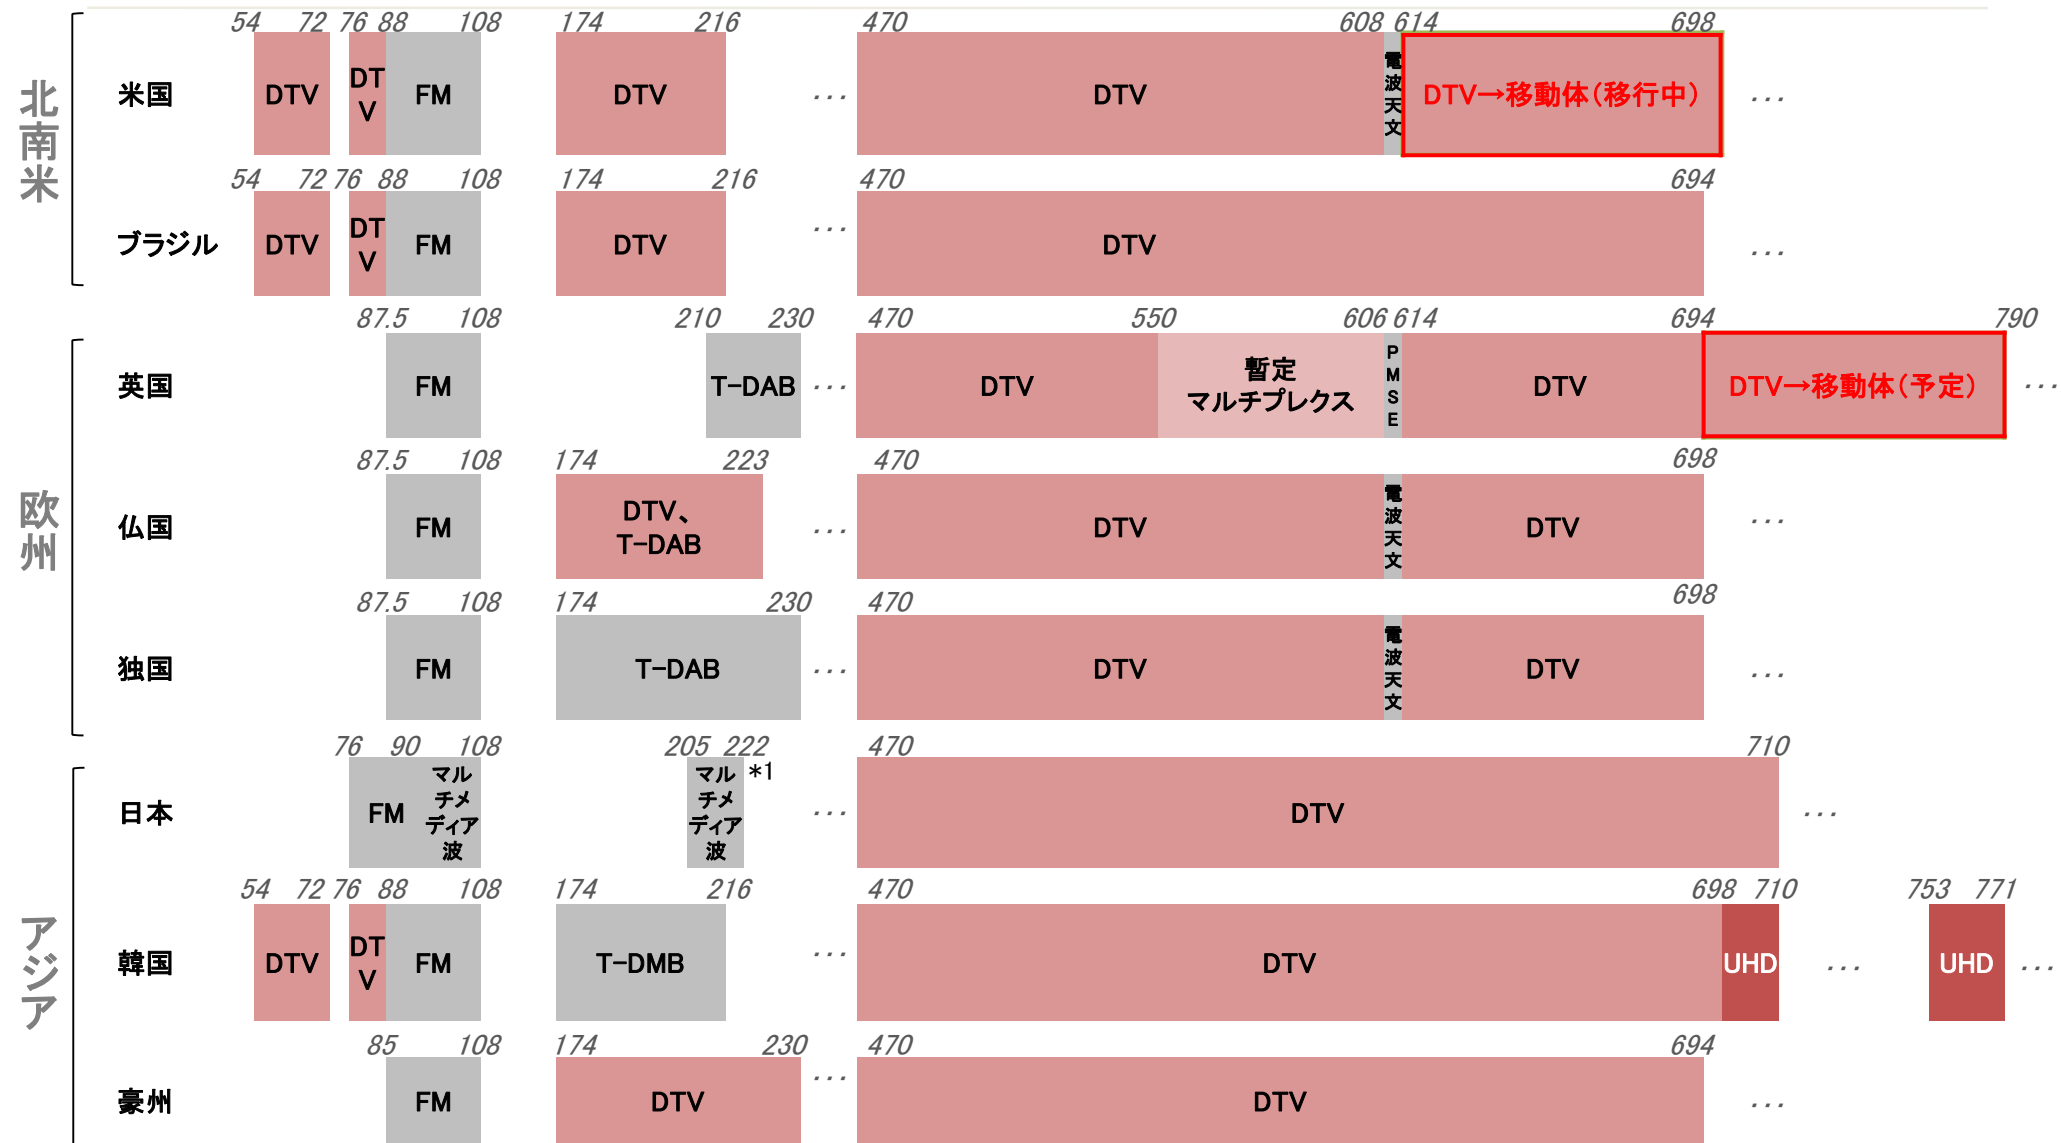 北南米
54 72 76 88 108 174 216 470 608 614 698
米国 DTV DTV FM DTV ... DTV 電波天文 DTV→移動体(移行中) ...
54 72 76 88 108 174 216 470 694
ブラジル DTV DTV FM DTV ... DTV ...
欧州
87.5 108 210 230 470 550 606 614 694 790
英国 FM T-DAB ... DTV 暫定
マルチプレクス PMSE DTV DTV→移動体(予定) ...
87.5 108 174 223 470 698
仏国 FM DTV、
T-DAB ... DTV 電波天文 DTV ...
87.5 108 174 230 470 698
独国 FM T-DAB ... DTV 電波天文 DTV ...
アジア
76 90 108 205 222 470 710
日本 FM マルチメディア波 マルチメディア波 *1 ... DTV ...
54 72 76 88 108 174 216 470 698 710 753 771
韓国 DTV DTV FM T-DMB ... DTV UHD ... UHD ...
85 108 174 230 470 694
豪州 FM DTV ... DTV ...